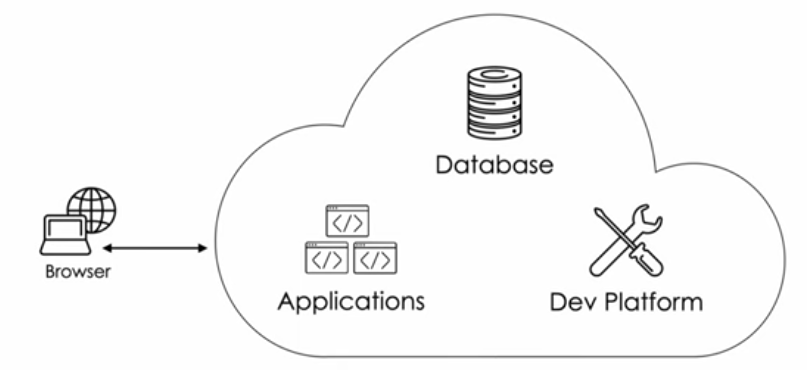 Database
Browser
Applications
Dev Platform